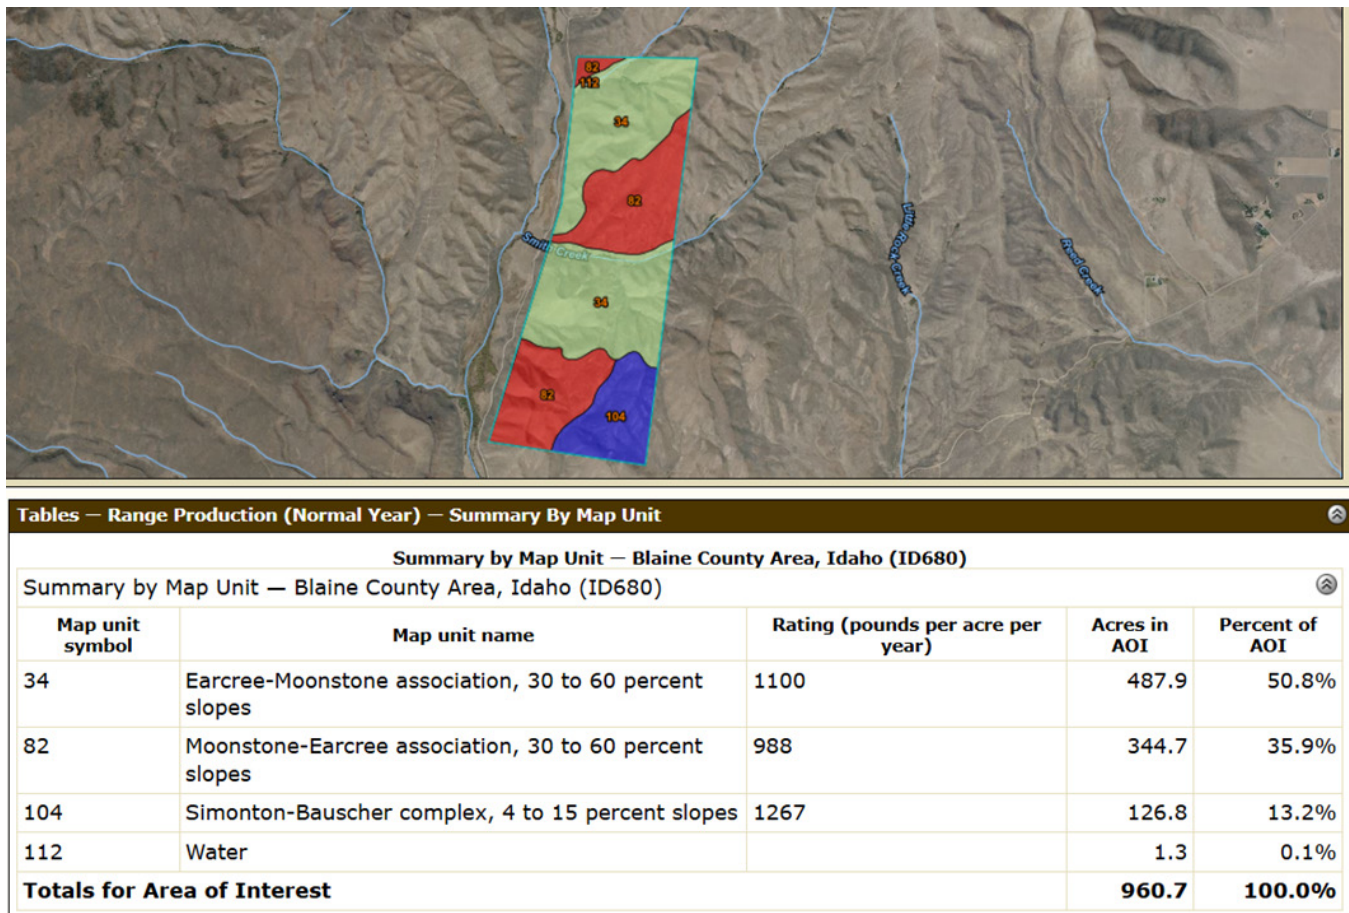 82
112
34
82
Smith Creek
34
82
104
Little Rock Creek
Reed Creek
Tables — Range Production (Normal Year) — Summary By Map Unit
Summary by Map Unit — Blaine County Area, Idaho (ID680)
Summary by Map Unit — Blaine County Area, Idaho (ID680)
Map unit symbol Map unit name Rating (pounds per acre per year) Acres in AOI Percent of AOI
34 Earcree-Moonstone association, 30 to 60 percent slopes 1100 487.9 50.8%
82 Moonstone-Earcree association, 30 to 60 percent slopes 988 344.7 35.9%
104 Simonton-Bauscher complex, 4 to 15 percent slopes 1267 126.8 13.2%
112 Water 1.3 0.1%
Totals for Area of Interest 960.7 100.0%